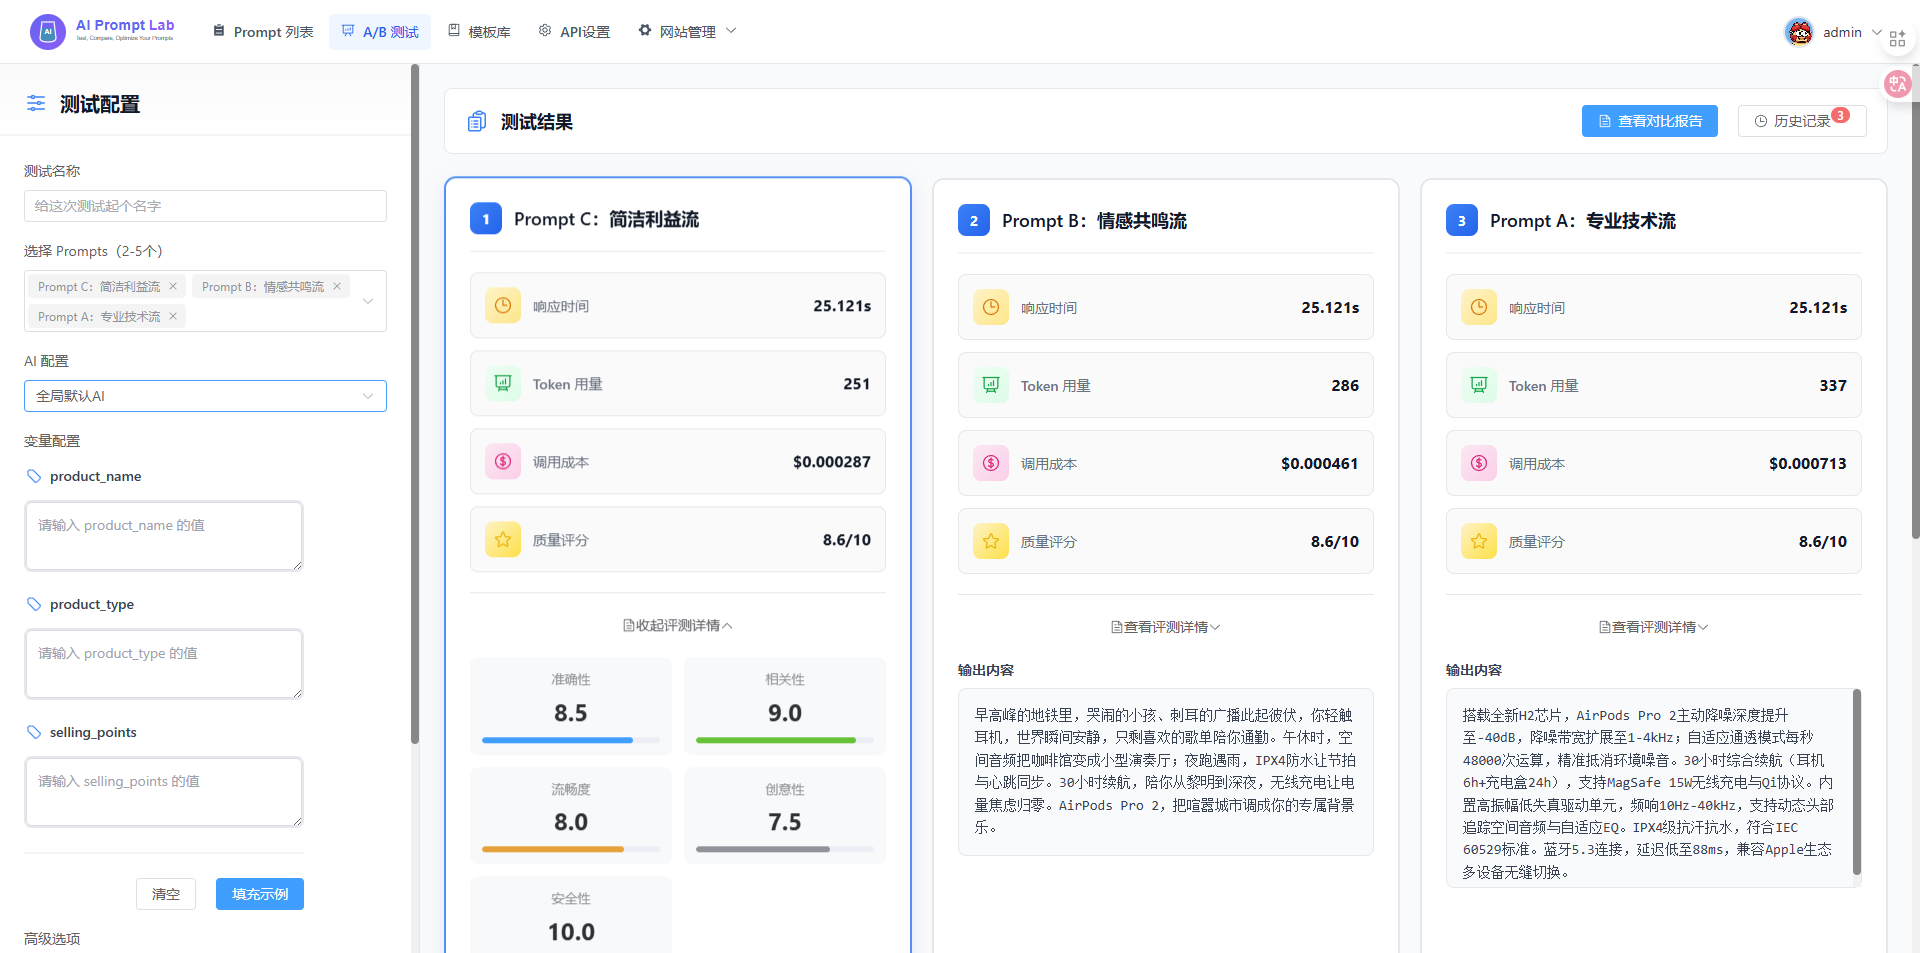 AI Prompt Lab
Test, Compare, Optimize Your Prompts
Prompt 列表
A/B 测试
模板库
API设置
网站管理
admin
测试配置
测试名称
给这次测试起个名字
选择 Prompts（2-5个）
Prompt C：简洁利益流
Prompt B：情感共鸣流
Prompt A：专业技术流
AI 配置
全局默认AI
变量配置
product_name
请输入 product_name 的值
product_type
请输入 product_type 的值
selling_points
请输入 selling_points 的值
清空
填充示例
高级选项
测试结果
查看对比报告
历史记录
3
1
Prompt C：简洁利益流
响应时间
25.121s
Token 用量
251
调用成本
$0.000287
质量评分
8.6/10
收起评测详情
准确性
8.5
相关性
9.0
流畅度
8.0
创意性
7.5
安全性
10.0
2
Prompt B：情感共鸣流
响应时间
25.121s
Token 用量
286
调用成本
$0.000461
质量评分
8.6/10
查看评测详情
输出内容
早高峰的地铁里，哭闹的小孩、刺耳的广播此起彼伏，你轻触
耳机，世界瞬间安静，只剩喜欢的歌单陪你通勤。午休时，空
间音频把咖啡馆变成小型演奏厅；夜跑遇雨，IPX4防水让节拍
与心跳同步。30小时续航，陪你从黎明到深夜，无线充电让电
量焦虑归零。AirPods Pro 2，把喧嚣城市调成你的专属背景
乐。
3
Prompt A：专业技术流
响应时间
25.121s
Token 用量
337
调用成本
$0.000713
质量评分
8.6/10
查看评测详情
输出内容
搭载全新H2芯片，AirPods Pro 2主动降噪深度提升
至-40dB，降噪带宽扩展至1-4kHz；自适应通透模式每秒
48000次运算，精准抵消环境噪音。30小时综合续航（耳机
6h+充电盒24h），支持MagSafe 15W无线充电与Qi协议。内
置高振幅低失真驱动单元，频响10Hz-40kHz，支持动态头部
追踪空间音频与自适应EQ。IPX4级抗汗抗水，符合IEC
60529标准。蓝牙5.3连接，延迟低至88ms，兼容Apple生态
多设备无缝切换。